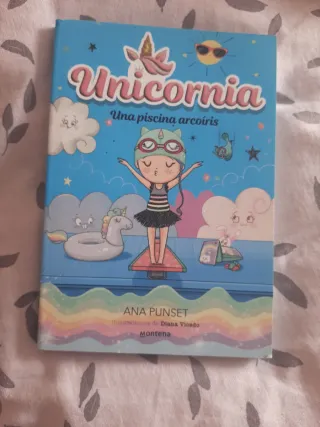 Unicornia
Una piscina arcoíris
ANA PUNSET
Diana Vicedo
Montena